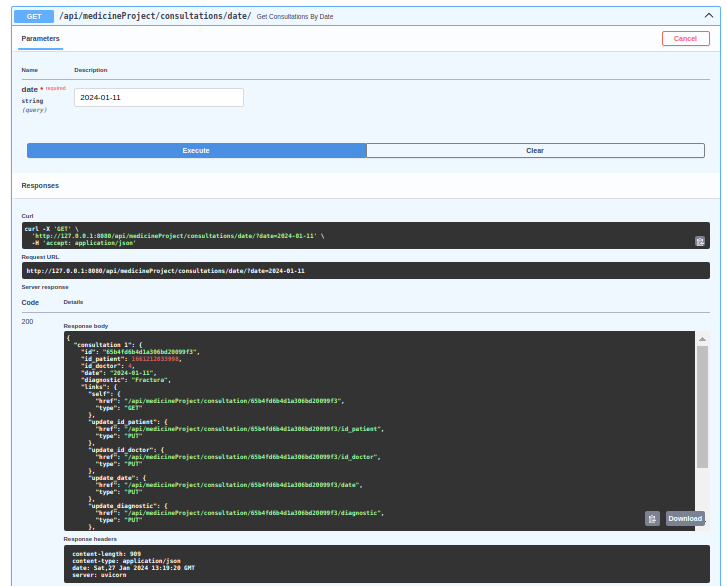 GET /api/medicineProject/consultations/date/ Get Consultations By Date
Parameters
Cancel
Name Description
date * required
string
(query)
2024-01-11
Execute Clear
Responses
Curl
curl -X 'GET' \
'http://127.0.0.1:8080/api/medicineProject/consultations/date/?date=2024-01-11' \
-H 'accept: application/json'
Request URL
http://127.0.0.1:8080/api/medicineProject/consultations/date/?date=2024-01-11
Server response
Code Details
200
Response body
{
"consultation 1": {
"id": "65b4fd6b4d1a306bd20099f3",
"id_patient": 1661212033998,
"id_doctor": 4,
"date": "2024-01-11",
"diagnostic": "Fractura",
"links": {
"self": {
"href": "/api/medicineProject/consultation/65b4fd6b4d1a306bd20099f3",
"type": "GET"
},
"update_id_patient": {
"href": "/api/medicineProject/consultation/65b4fd6b4d1a306bd20099f3/id_patient",
"type": "PUT"
},
"update_id_doctor": {
"href": "/api/medicineProject/consultation/65b4fd6b4d1a306bd20099f3/id_doctor",
"type": "PUT"
},
"update_date": {
"href": "/api/medicineProject/consultation/65b4fd6b4d1a306bd20099f3/date",
"type": "PUT"
},
"update_diagnostic": {
"href": "/api/medicineProject/consultation/65b4fd6b4d1a306bd20099f3/diagnostic",
"type": "PUT"
},
Download
Response headers
content-length: 909
content-type: application/json
date: Sat,27 Jan 2024 13:19:20 GMT
server: uvicorn